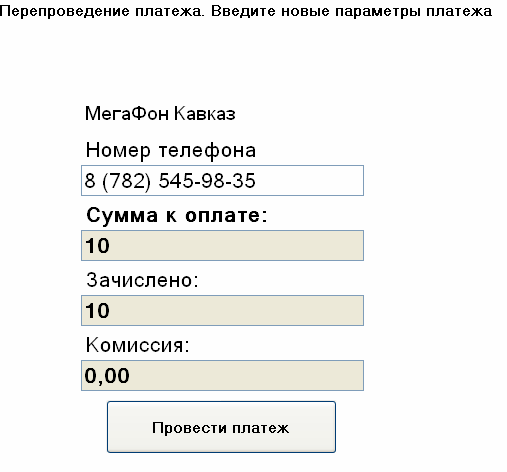 Перепроведение платежа. Введите новые параметры платежа
МегаФон Кавказ
Номер телефона
8 (782) 545-98-35
Сумма к оплате:
10
Зачислено:
10
Комиссия:
0,00
Провести платеж